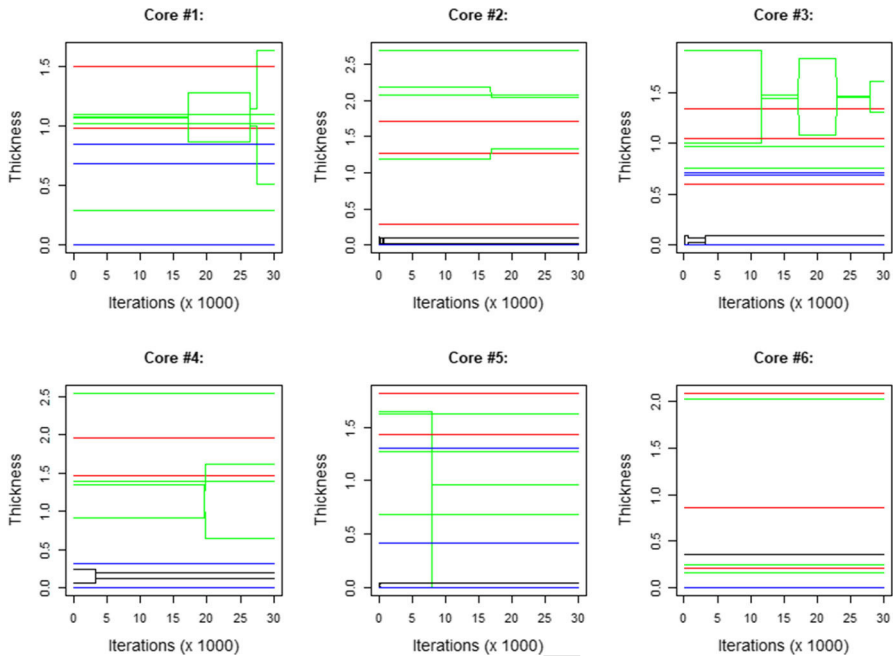 Core #1:
Thickness
0.0 0.5 1.0 1.5
0 5 10 15 20 25 30
Iterations (x 1000)
Core #2:
Thickness
0.0 0.5 1.0 1.5 2.0 2.5
0 5 10 15 20 25 30
Iterations (x 1000)
Core #3:
Thickness
0.0 0.5 1.0 1.5
0 5 10 15 20 25 30
Iterations (x 1000)
Core #4:
Thickness
0.0 0.5 1.0 1.5 2.0 2.5
0 5 10 15 20 25 30
Iterations (x 1000)
Core #5:
Thickness
0.0 0.5 1.0 1.5
0 5 10 15 20 25 30
Iterations (x 1000)
Core #6:
Thickness
0.0 0.5 1.0 1.5 2.0
0 5 10 15 20 25 30
Iterations (x 1000)